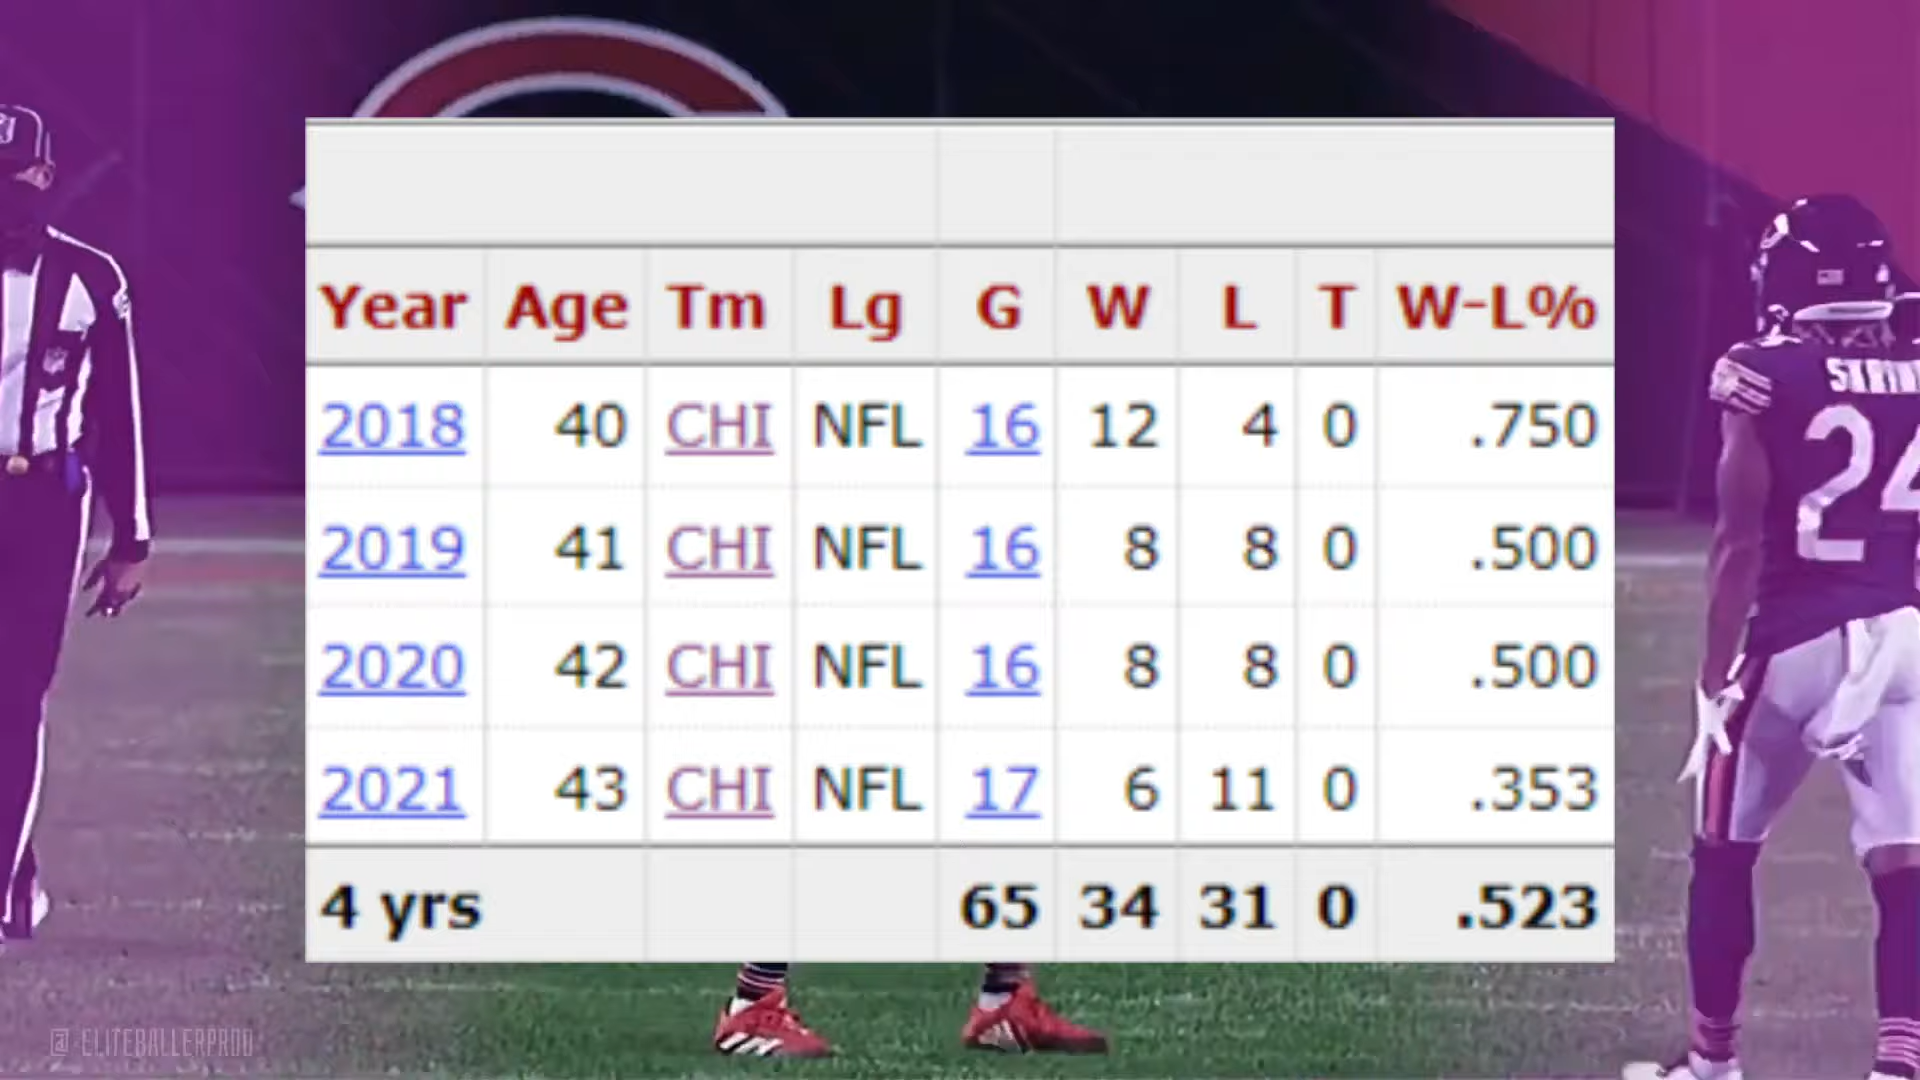 Year Age Tm Lg G W L T W-L%
2018 40 CHI NFL 16 12 4 0 .750
2019 41 CHI NFL 16 8 8 0 .500
2020 42 CHI NFL 16 8 8 0 .500
2021 43 CHI NFL 17 6 11 0 .353
4 yrs 65 34 31 0 .523
24
@ ELITEBALLERPROD